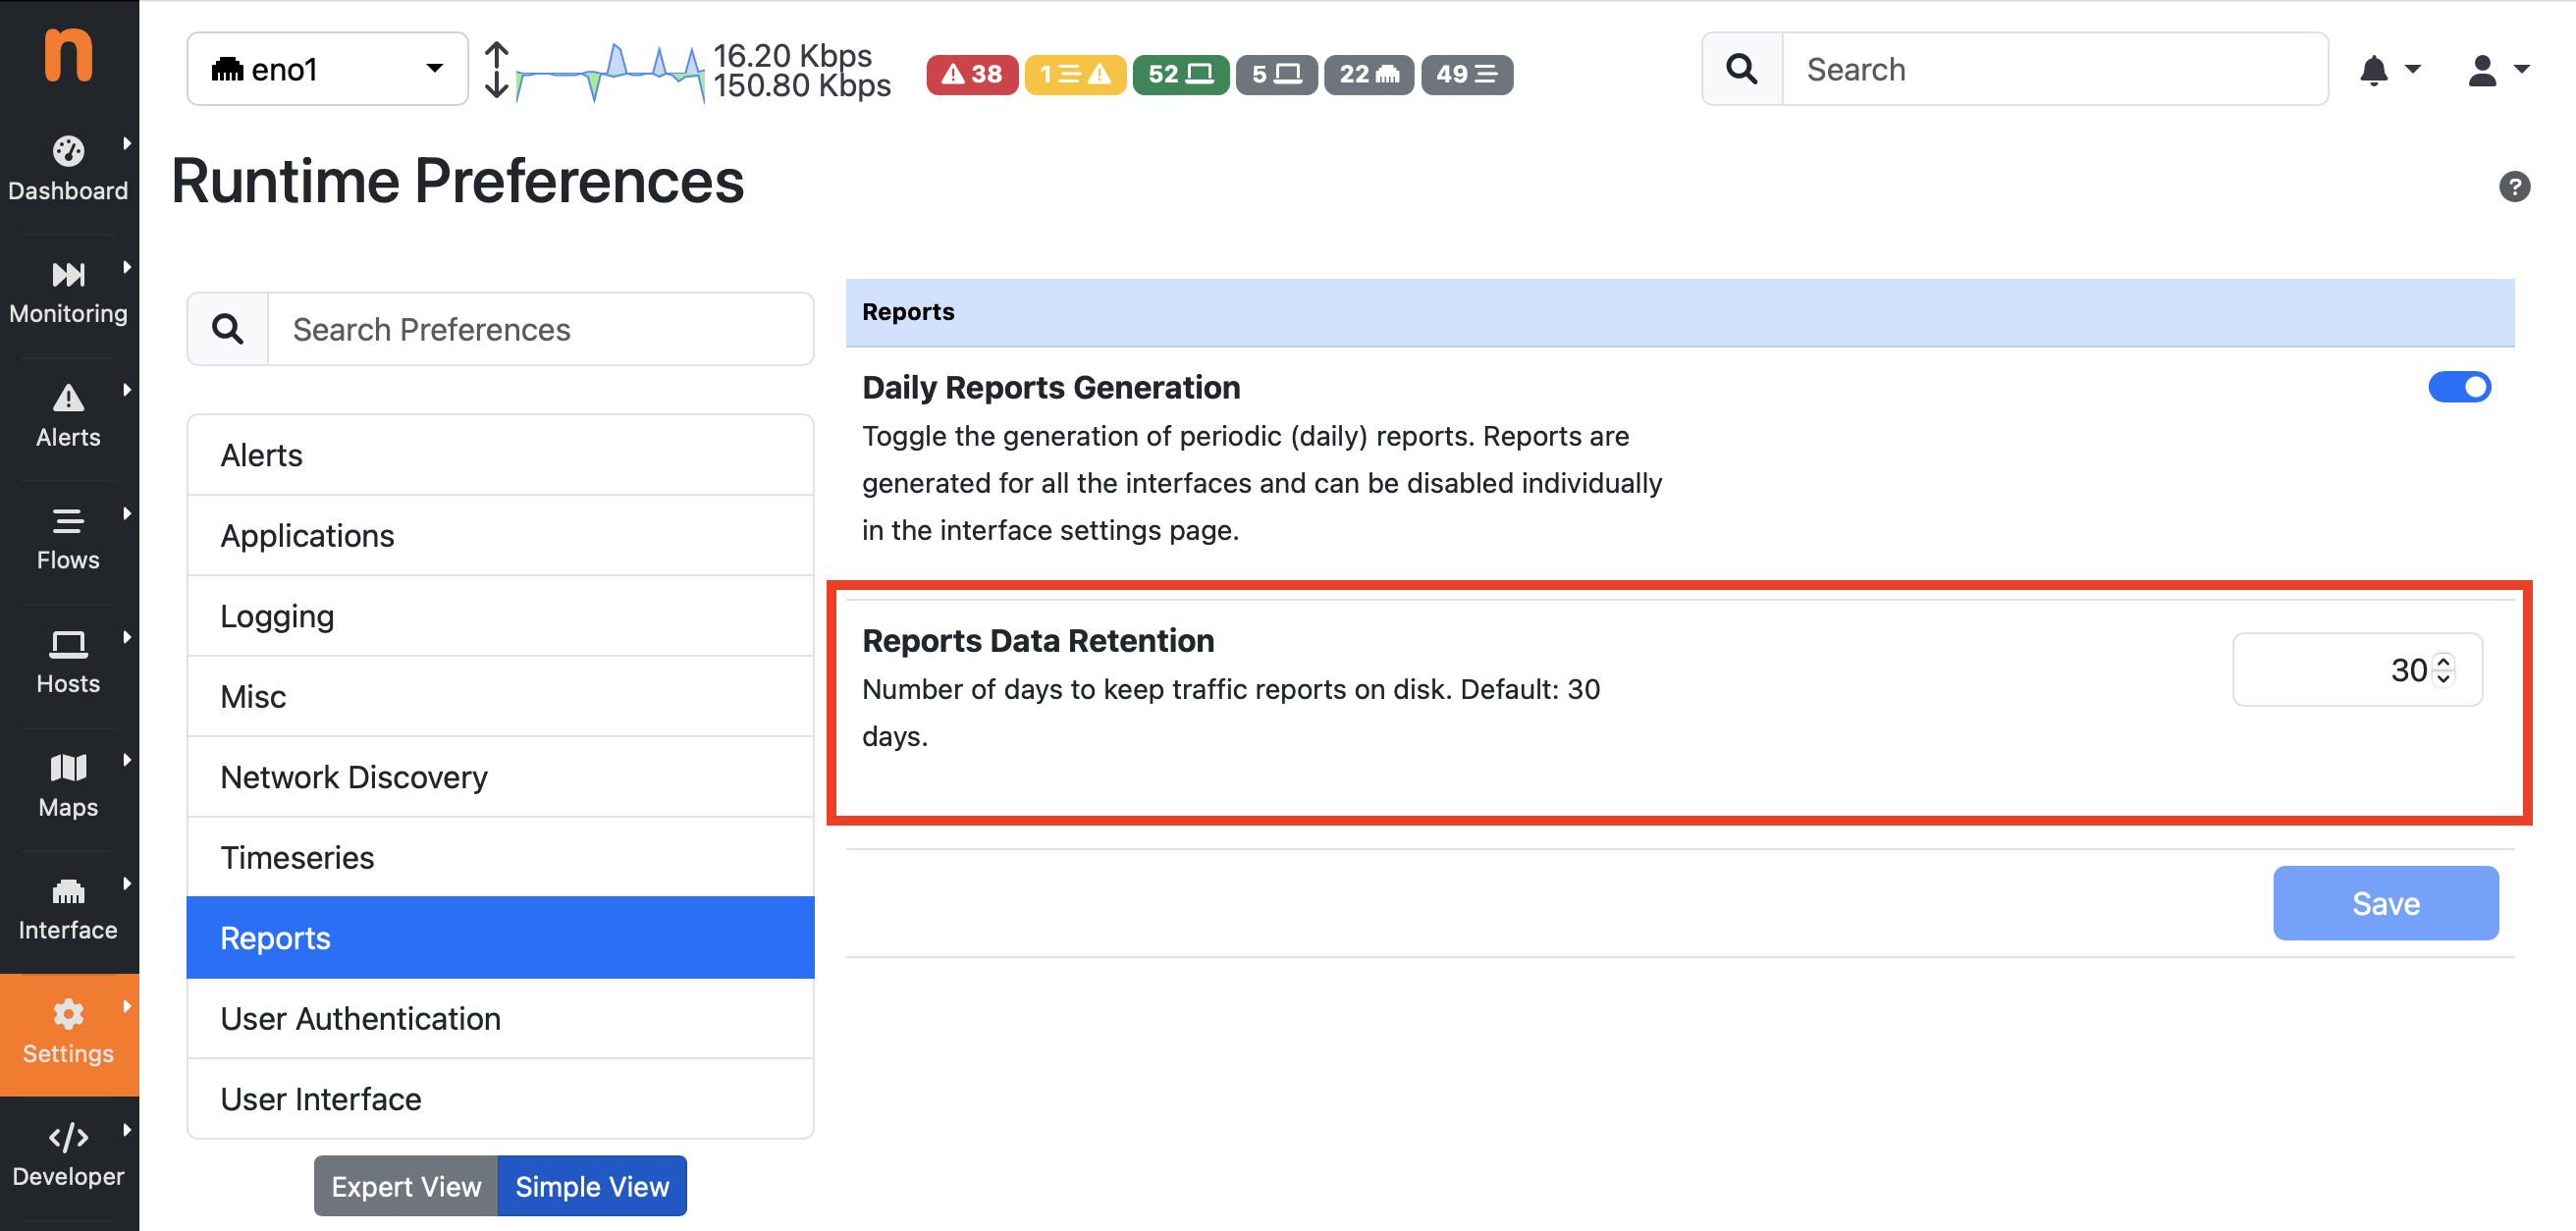 n
eno1
16.20 Kbps
150.80 Kbps
38
1
52
5
22
49
Search
Dashboard
Monitoring
Alerts
Flows
Hosts
Maps
Interface
Settings
Developer
Runtime Preferences
?
Search Preferences
Alerts
Applications
Logging
Misc
Network Discovery
Timeseries
Reports
User Authentication
User Interface
Expert View
Simple View
Reports
Daily Reports Generation
Toggle the generation of periodic (daily) reports. Reports are
generated for all the interfaces and can be disabled individually
in the interface settings page.
Reports Data Retention
Number of days to keep traffic reports on disk. Default: 30
days.
30
Save